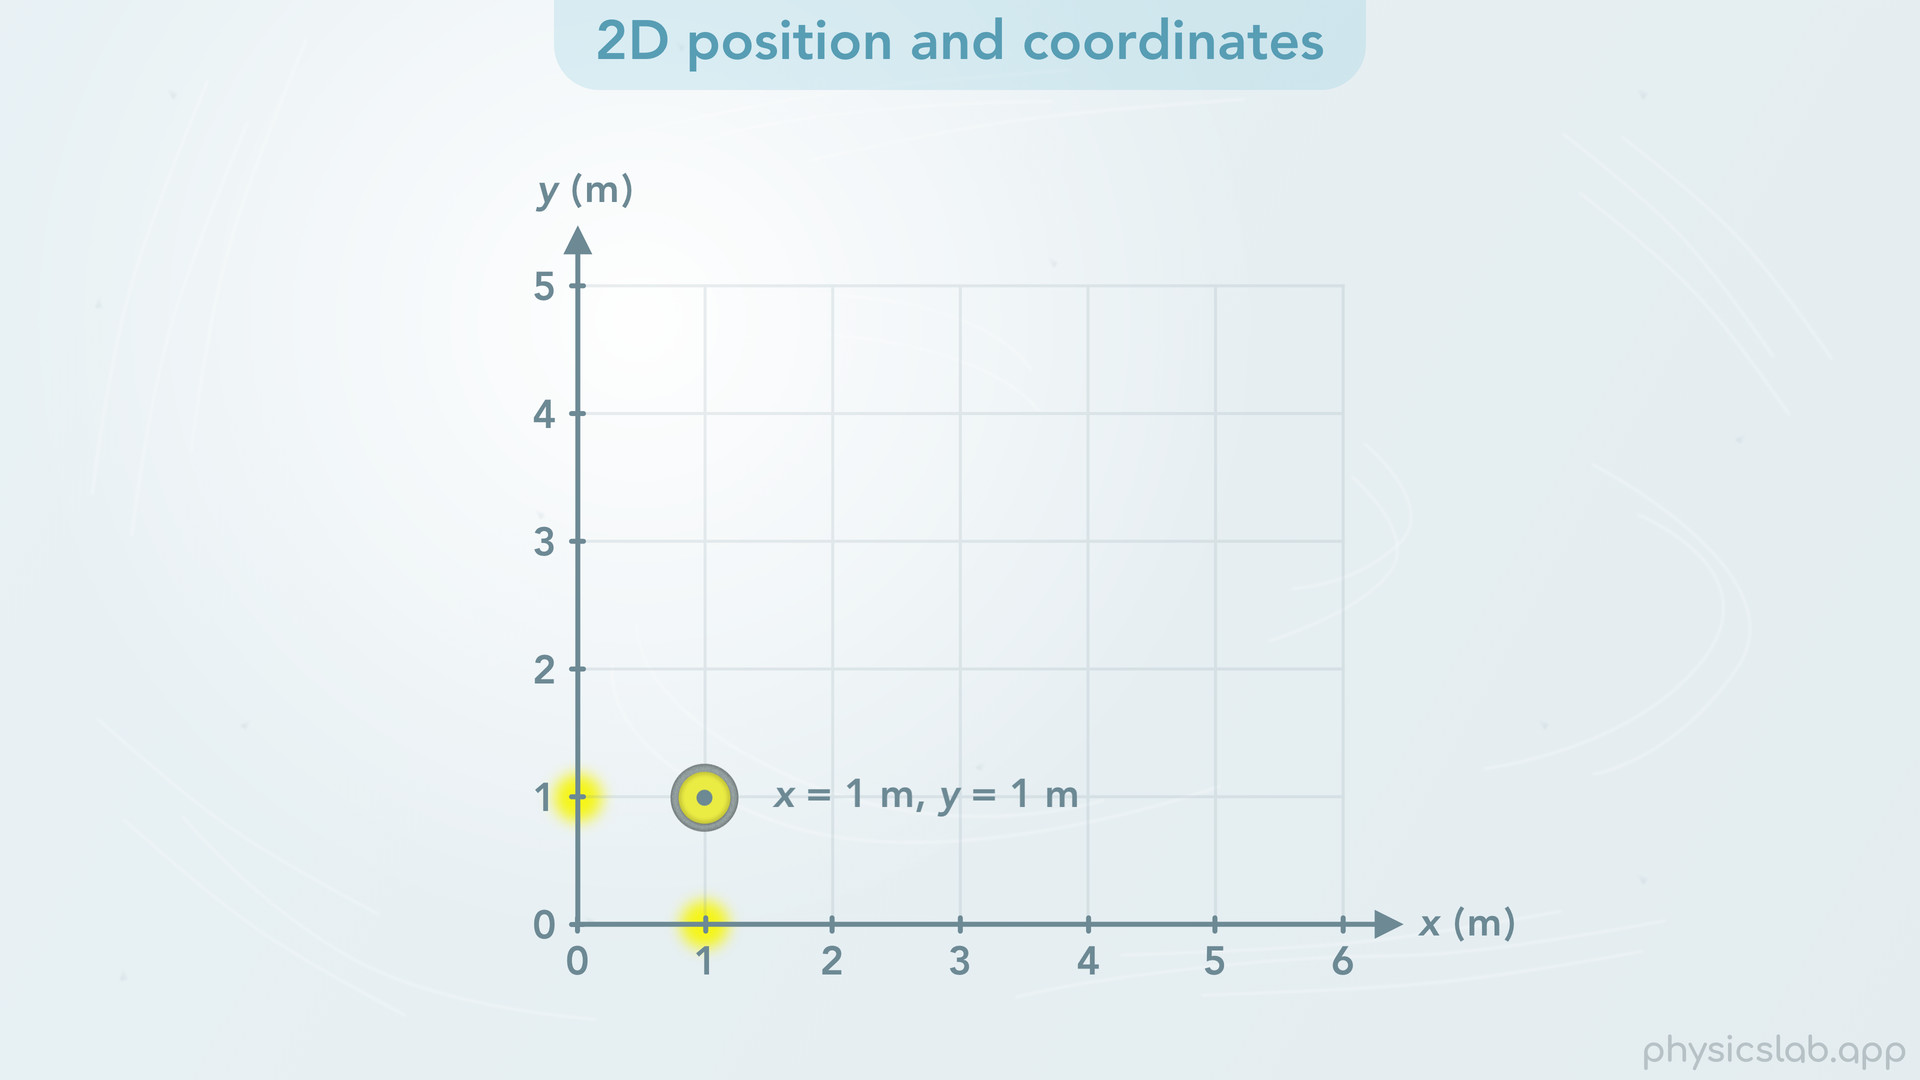 2D position and coordinates
y (m)
5
4
3
2
1
x = 1 m, y = 1 m
0
x (m)
0 1 2 3 4 5 6
physicslab.app